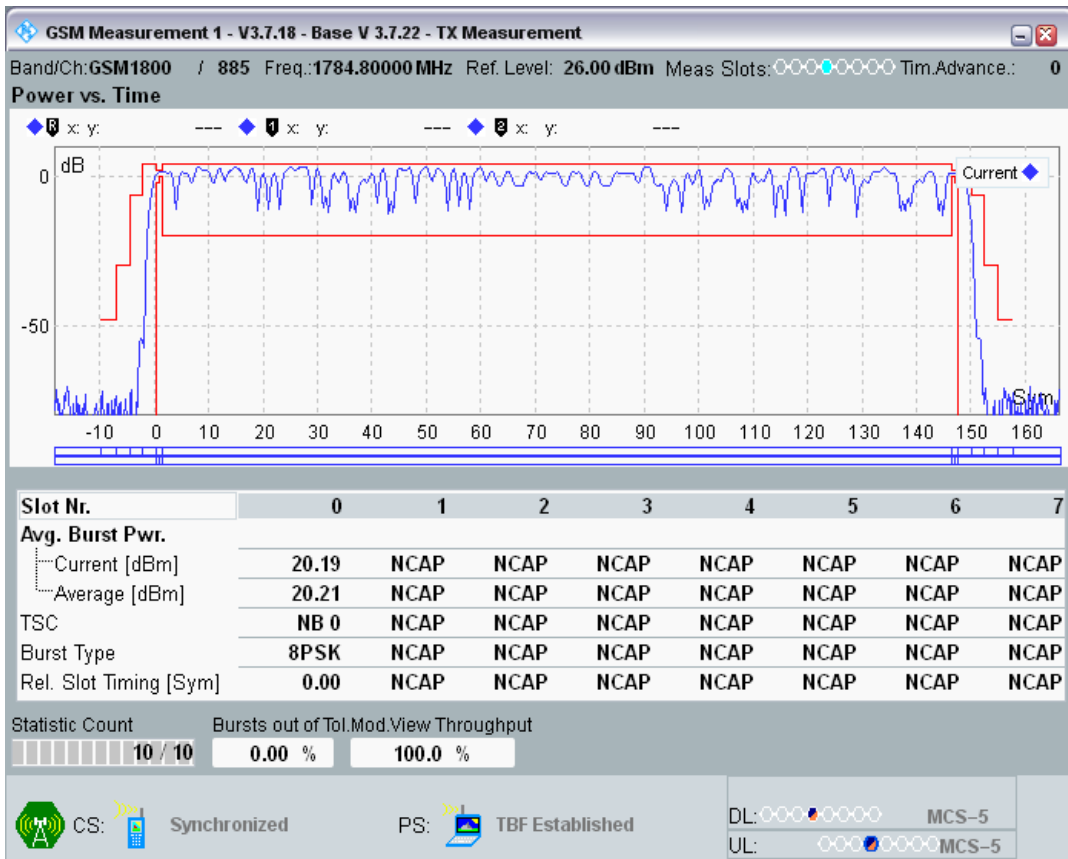 GSM Measurement 1 - V3.7.18 - Base V 3.7.22 - TX Measurement
Band/Ch:GSM1800 / 885 Freq.:1784.80000 MHz Ref. Level: 26.00 dBm Meas Slots: Tim.Advance.: 0
Power vs. Time
R x: y: --- 1 x: y: --- 2 x: y: ---
dB
Current
0
-50
Sym
-10 0 10 20 30 40 50 60 70 80 90 100 110 120 130 140 150 160
Slot Nr. 0 1 2 3 4 5 6 7
Avg. Burst Pwr.
Current [dBm] 20.19 NCAP NCAP NCAP NCAP NCAP NCAP NCAP
Average [dBm] 20.21 NCAP NCAP NCAP NCAP NCAP NCAP NCAP
TSC NB 0 NCAP NCAP NCAP NCAP NCAP NCAP NCAP
Burst Type 8PSK NCAP NCAP NCAP NCAP NCAP NCAP NCAP
Rel. Slot Timing [Sym] 0.00 NCAP NCAP NCAP NCAP NCAP NCAP NCAP
Statistic Count Bursts out of Tol.Mod.View Throughput
10 / 10 0.00 % 100.0 %
CS: Synchronized PS: TBF Established
DL: MCS-5
UL: MCS-5